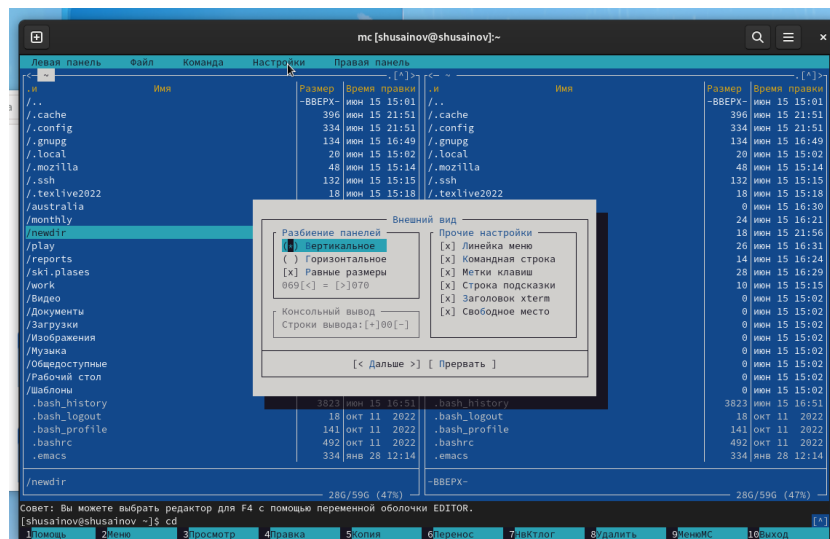 mc [shusainov@shusainov]:~
Левая панель Файл Команда Настройки Правая панель
<- ~ .[^]>
<- ~ .[^]>
.и Имя Размер Время правки .и Имя Размер Время правки
/.. -ВВЕРХ- июн 15 15:01 /.. -ВВЕРХ- июн 15 15:01
/.cache 396 июн 15 21:51 /.cache 396 июн 15 21:51
/.config 334 июн 15 21:51 /.config 334 июн 15 21:51
/.gnupg 134 июн 15 16:49 /.gnupg 134 июн 15 16:49
/.local 20 июн 15 15:02 /.local 20 июн 15 15:02
/.mozilla 48 июн 15 15:14 /.mozilla 48 июн 15 15:14
/.ssh 132 июн 15 15:15 /.ssh 132 июн 15 15:15
/.texlive2022 18 июн 15 15:18 /.texlive2022 18 июн 15 15:18
/australia 0 июн 15 16:30
/monthly 24 июн 15 16:21
/newdir 18 июн 15 21:56
/play 26 июн 15 16:31
/reports 14 июн 15 16:24
/ski.plases 28 июн 15 16:29
/work 10 июн 15 15:15
/Видео 0 июн 15 15:02
/Документы 0 июн 15 15:02
/Загрузки 0 июн 15 15:02
/Изображения 0 июн 15 15:02
/Музыка 0 июн 15 15:02
/Общедоступные 0 июн 15 15:02
/Рабочий стол 0 июн 15 15:02
/Шаблоны 0 июн 15 15:02
Внешний вид
Разбиение панелей
(*) Вертикальное
( ) Горизонтальное
[x] Равные размеры
069[<] = [>]070
Консольный вывод
Строки вывода:[+]00[-]
Прочие настройки
[x] Линейка меню
[x] Командная строка
[x] Метки клавиш
[x] Строка подсказки
[x] Заголовок xterm
[x] Свободное место
[< Дальше >] [ Прервать ]
.bash_history 3823 июн 15 16:51 .bash_history 3823 июн 15 16:51
.bash_logout 18 окт 11 2022 .bash_logout 18 окт 11 2022
.bash_profile 141 окт 11 2022 .bash_profile 141 окт 11 2022
.bashrc 492 окт 11 2022 .bashrc 492 окт 11 2022
.emacs 334 янв 28 12:14 .emacs 334 янв 28 12:14
/newdir -ВВЕРХ-
28G/59G (47%) 28G/59G (47%)
Совет: Вы можете выбрать редактор для F4 с помощью переменной оболочки EDITOR.
[shusainov@shusainov ~]$ cd [^]
1Помощь 2Меню 3Просмотр 4Правка 5Копия 6Перенос 7НвКтлог 8Удалить 9МенюMC 10Выход